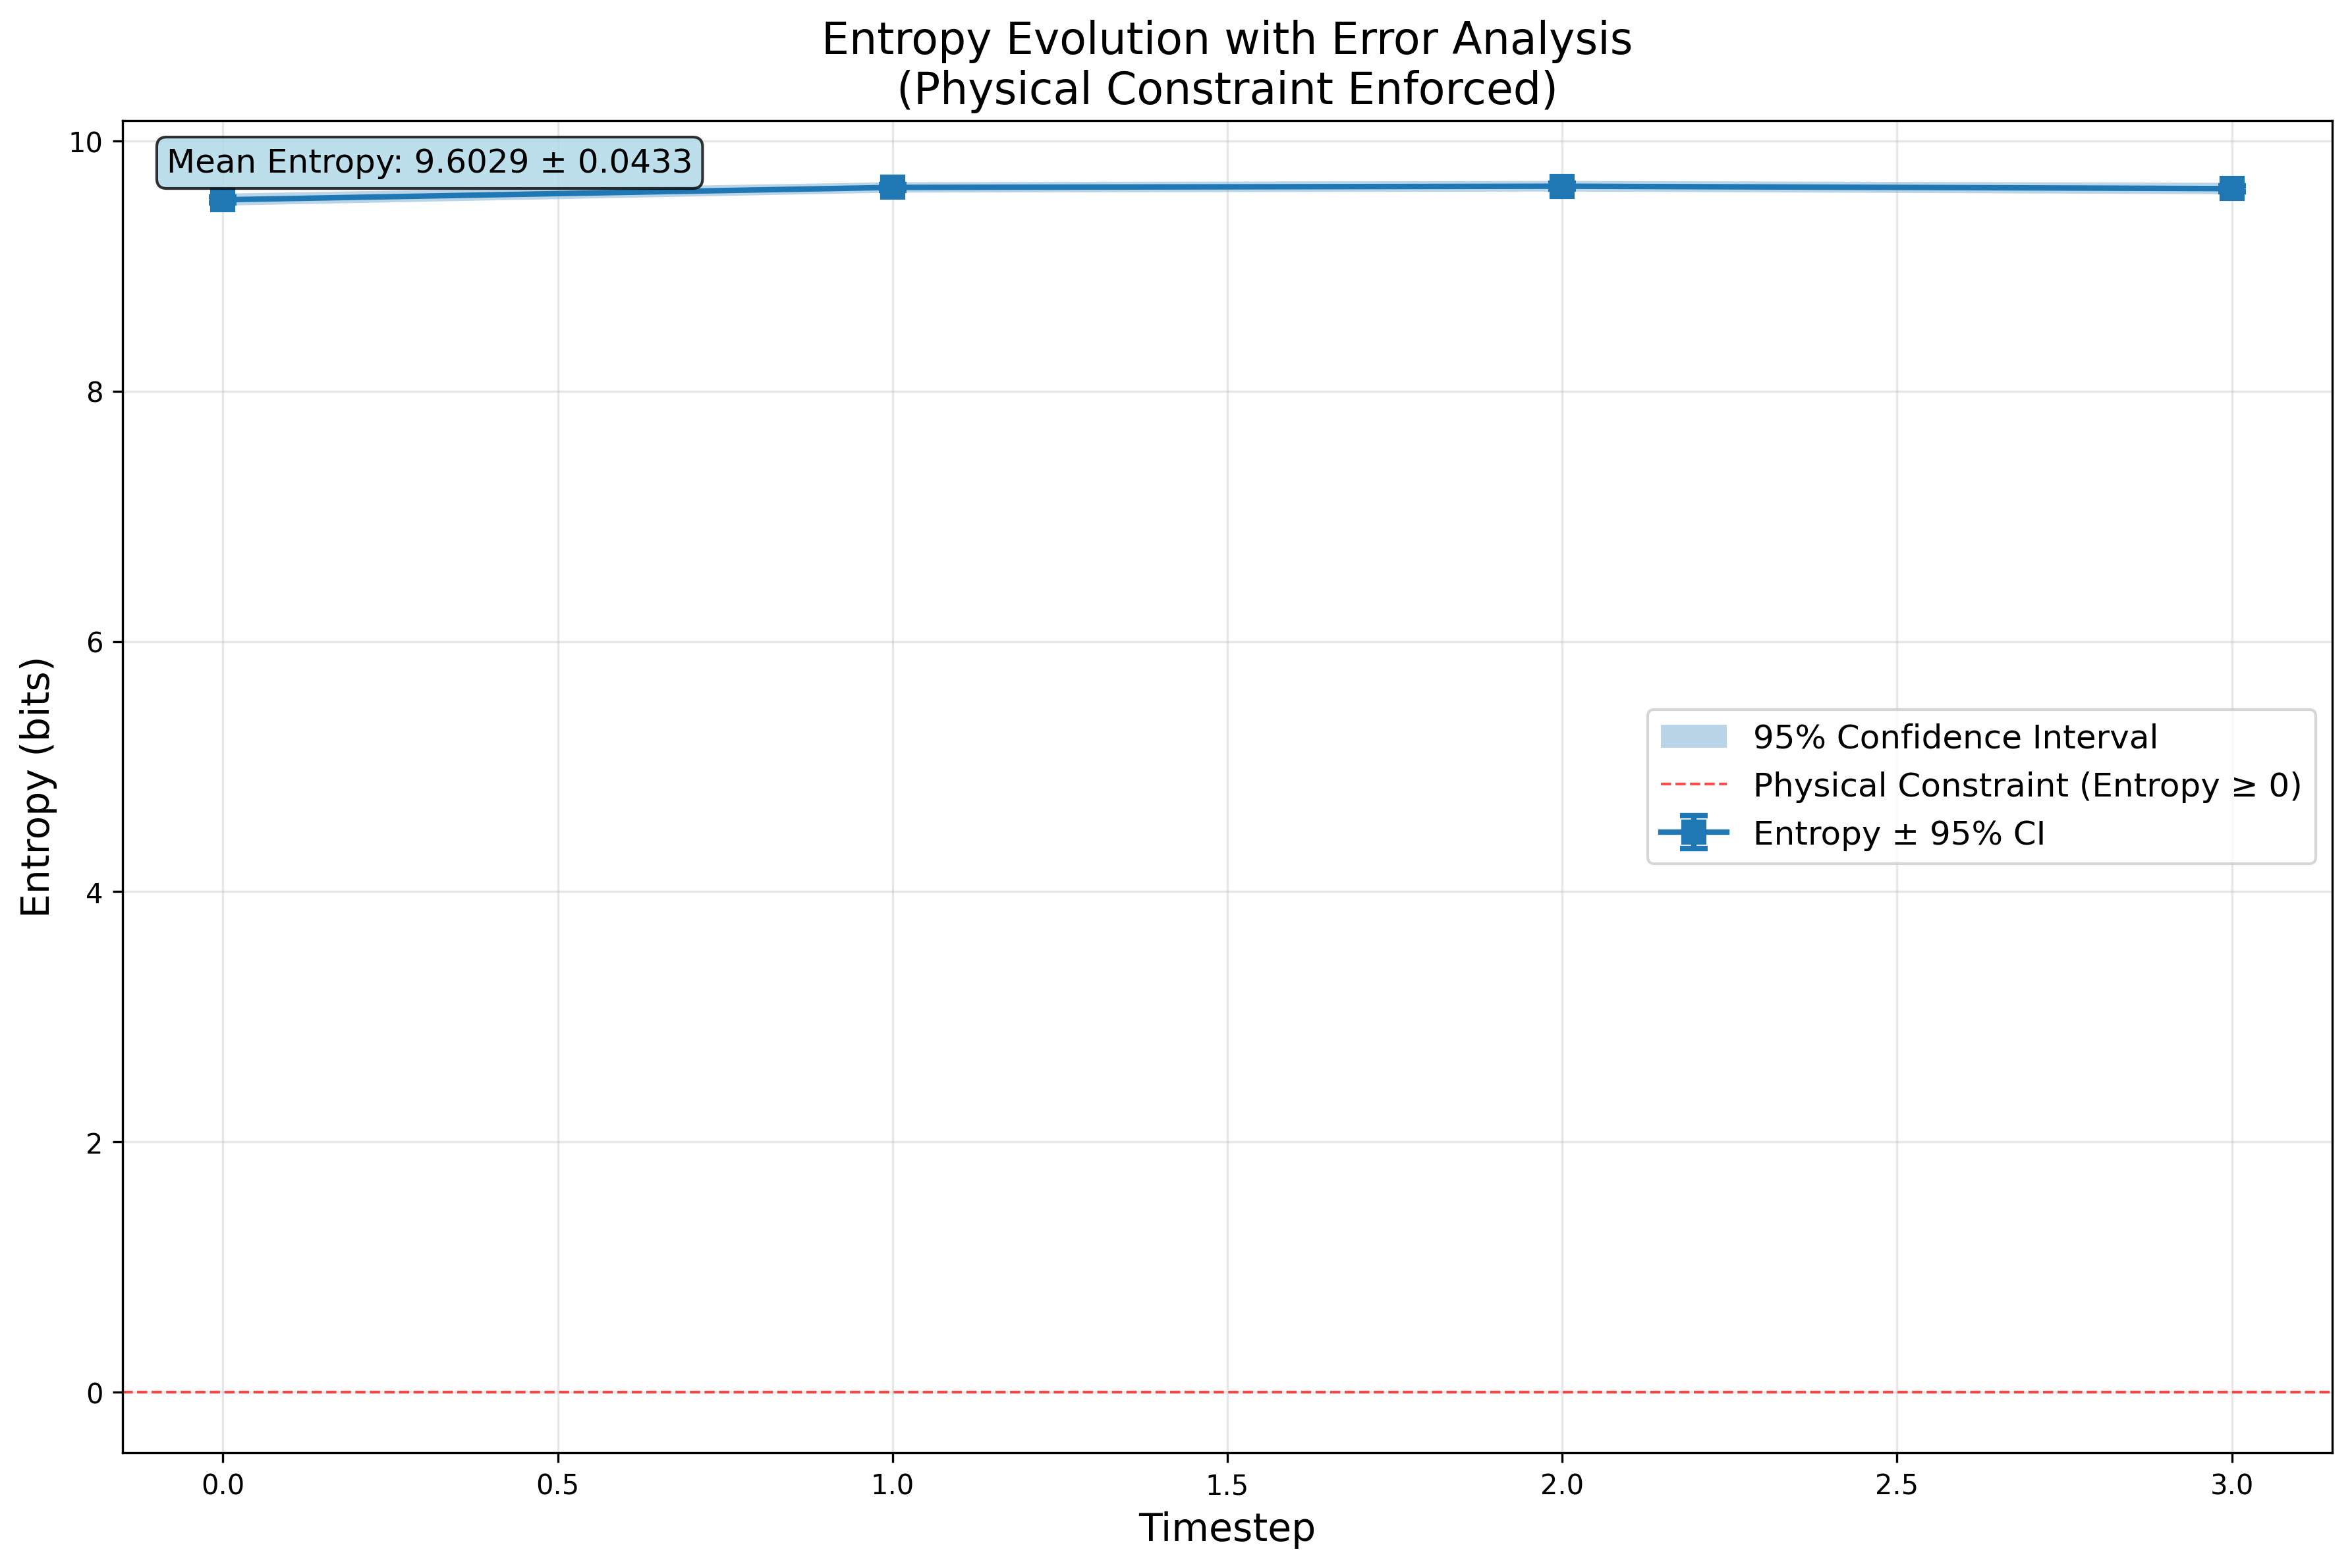 Entropy Evolution with Error Analysis
(Physical Constraint Enforced)
Mean Entropy: 9.6029 ± 0.0433
Entropy (bits)
10
8
6
4
2
0
95% Confidence Interval
Physical Constraint (Entropy ≥ 0)
Entropy ± 95% CI
0.0 0.5 1.0 1.5 2.0 2.5 3.0
Timestep